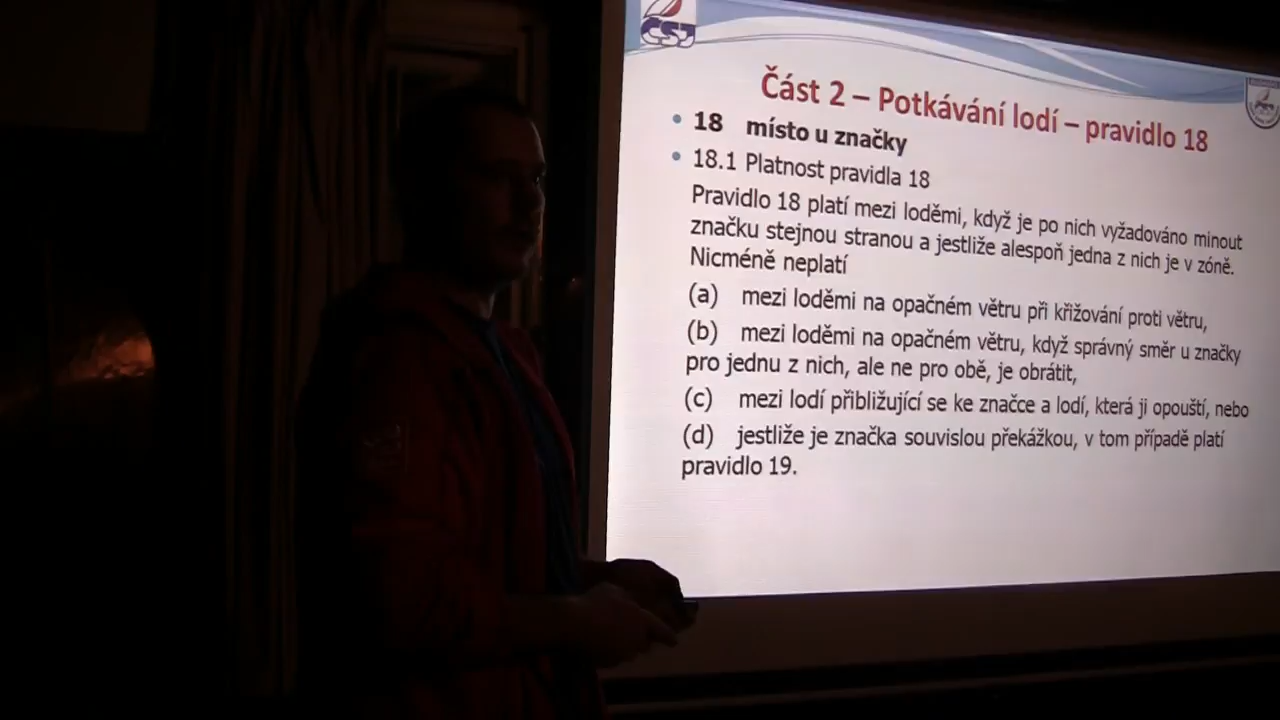 ČSJ
Část 2 – Potkávání lodí – pravidlo 18
18 místo u značky
18.1 Platnost pravidla 18
Pravidlo 18 platí mezi loděmi, když je po nich vyžadováno minout
značku stejnou stranou a jestliže alespoň jedna z nich je v zóně.
Nicméně neplatí
(a) mezi loděmi na opačném větru při křižování proti větru,
(b) mezi loděmi na opačném větru, když správný směr u značky
pro jednu z nich, ale ne pro obě, je obrátit,
(c) mezi lodí přibližující se ke značce a lodí, která ji opouští, nebo
(d) jestliže je značka souvislou překážkou, v tom případě platí
pravidlo 19.